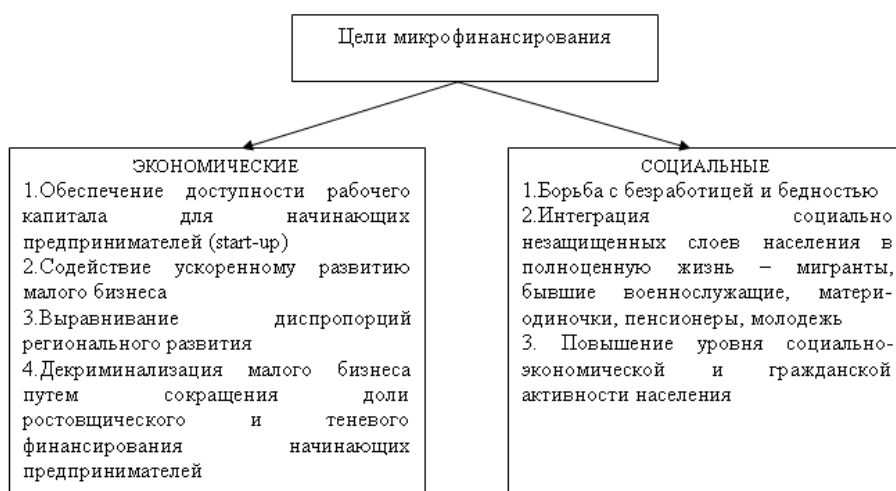 Цели микрофинансирования
ЭКОНОМИЧЕСКИЕ
1.Обеспечение доступности рабочего
капитала для начинающих
предпринимателей (start-up)
2.Содействие ускоренному развитию
малого бизнеса
3.Выравнивание диспропорций
регионального развития
4.Декриминализация малого бизнеса
путем сокращения доли
ростовщического и теневого
финансирования начинающих
предпринимателей
СОЦИАЛЬНЫЕ
1.Борьба с безработицей и бедностью
2.Интеграция социально
незащищенных слоев населения в
полноценную жизнь – мигранты,
бывшие военнослужащие, матери-
одиночки, пенсионеры, молодежь
3. Повышение уровня социально-
экономической и гражданской
активности населения